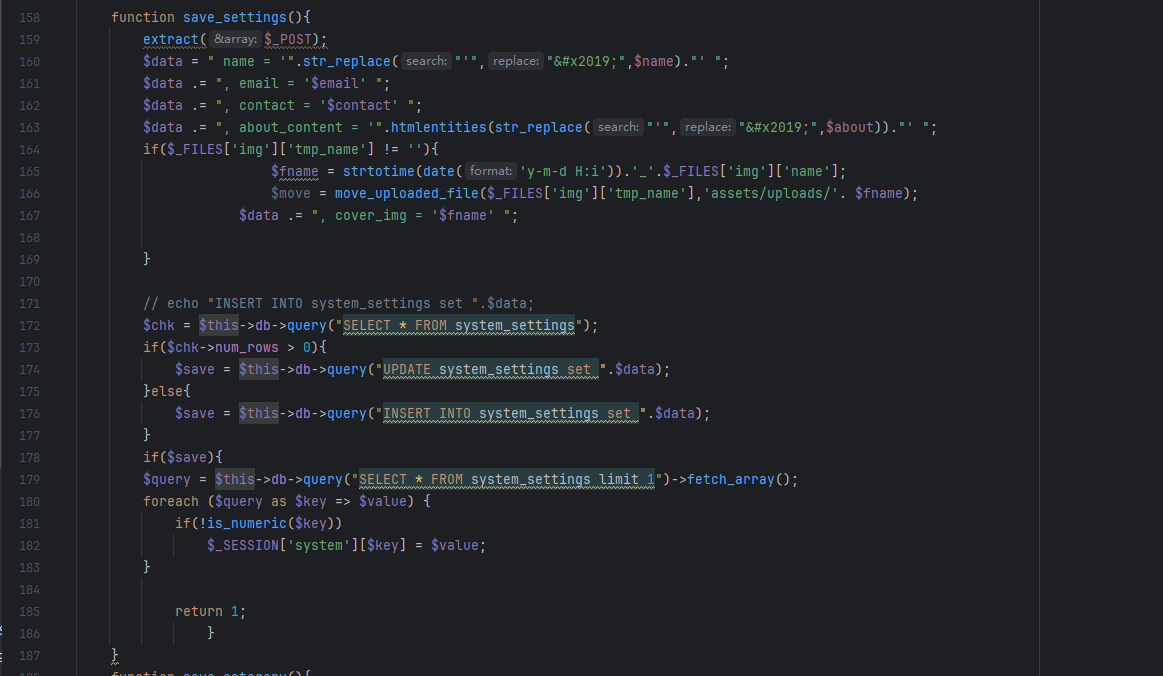 158 function save_settings(){
159 extract( &array: $_POST);
160 $data = " name = '".str_replace( search: "'", replace: "&#x2019;",$name)."' ";
161 $data .= ", email = '$email' ";
162 $data .= ", contact = '$contact' ";
163 $data .= ", about_content = '".htmlentities(str_replace( search: "'", replace: "&#x2019;",$about))."' ";
164 if($_FILES['img']['tmp_name'] != ''){
165 $fname = strtotime(date( format: 'y-m-d H:i')).'_'.$_FILES['img']['name'];
166 $move = move_uploaded_file($_FILES['img']['tmp_name'],'assets/uploads/'. $fname);
167 $data .= ", cover_img = '$fname' ";
168
169 }
170
171 // echo "INSERT INTO system_settings set ".$data;
172 $chk = $this->db->query("SELECT * FROM system_settings");
173 if($chk->num_rows > 0){
174 $save = $this->db->query("UPDATE system_settings set ".$data);
175 }else{
176 $save = $this->db->query("INSERT INTO system_settings set ".$data);
177 }
178 if($save){
179 $query = $this->db->query("SELECT * FROM system_settings limit 1")->fetch_array();
180 foreach ($query as $key => $value) {
181 if(!is_numeric($key))
182 $_SESSION['system'][$key] = $value;
183 }
184
185 return 1;
186 }
187 }
function save_category(){